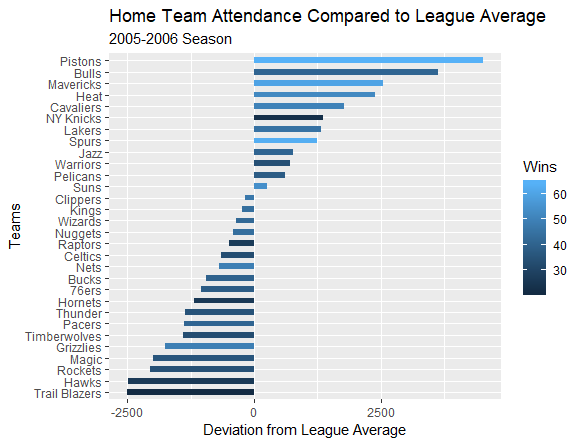 Home Team Attendance Compared to League Average
2005-2006 Season
Teams
Pistons
Bulls
Mavericks
Heat
Cavaliers
NY Knicks
Lakers
Spurs
Jazz
Warriors
Pelicans
Suns
Clippers
Kings
Wizards
Nuggets
Raptors
Celtics
Nets
Bucks
76ers
Hornets
Thunder
Pacers
Timberwolves
Grizzlies
Magic
Rockets
Hawks
Trail Blazers
-2500 0 2500
Deviation from League Average
Wins
60
50
40
30